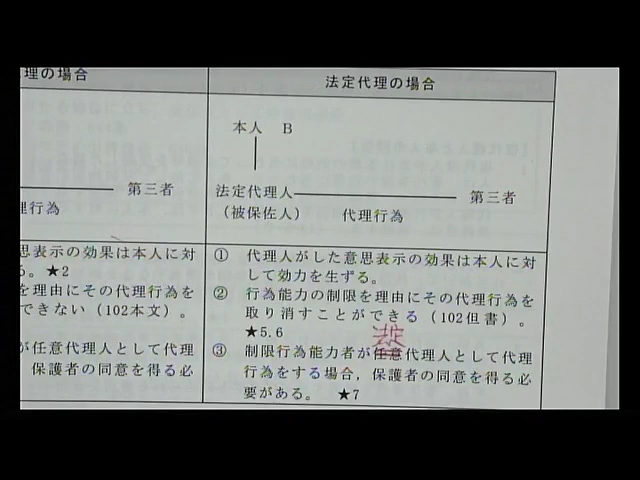 理の場合
法定代理の場合
本人 B
第三者
法定代理人
第三者
理行為
（被保佐人）
代理行為
思表示の効果は本人に対
る。★2
を理由にその代理行為を
できない（102本文）。
が任意代理人として代理
保護者の同意を得る必
① 代理人がした意思表示の効果は本人に対
して効力を生ずる。
② 行為能力の制限を理由にその代理行為を
取り消すことができる（102但書）。
★5.6
法定
③ 制限行為能力者が任意代理人として代理
行為をする場合，保護者の同意を得る必
要がある。 ★7